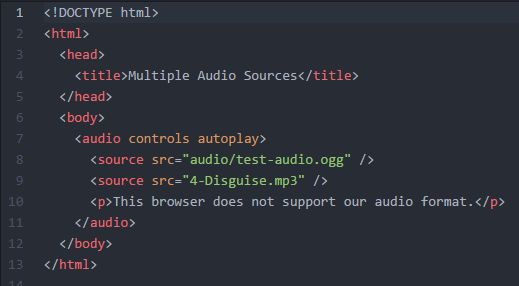 1 <!DOCTYPE html>
2 <html>
3   <head>
4     <title>Multiple Audio Sources</title>
5   </head>
6   <body>
7     <audio controls autoplay>
8       <source src="audio/test-audio.ogg" />
9       <source src="4-Disguise.mp3" />
10       <p>This browser does not support our audio format.</p>
11     </audio>
12   </body>
13 </html>
14